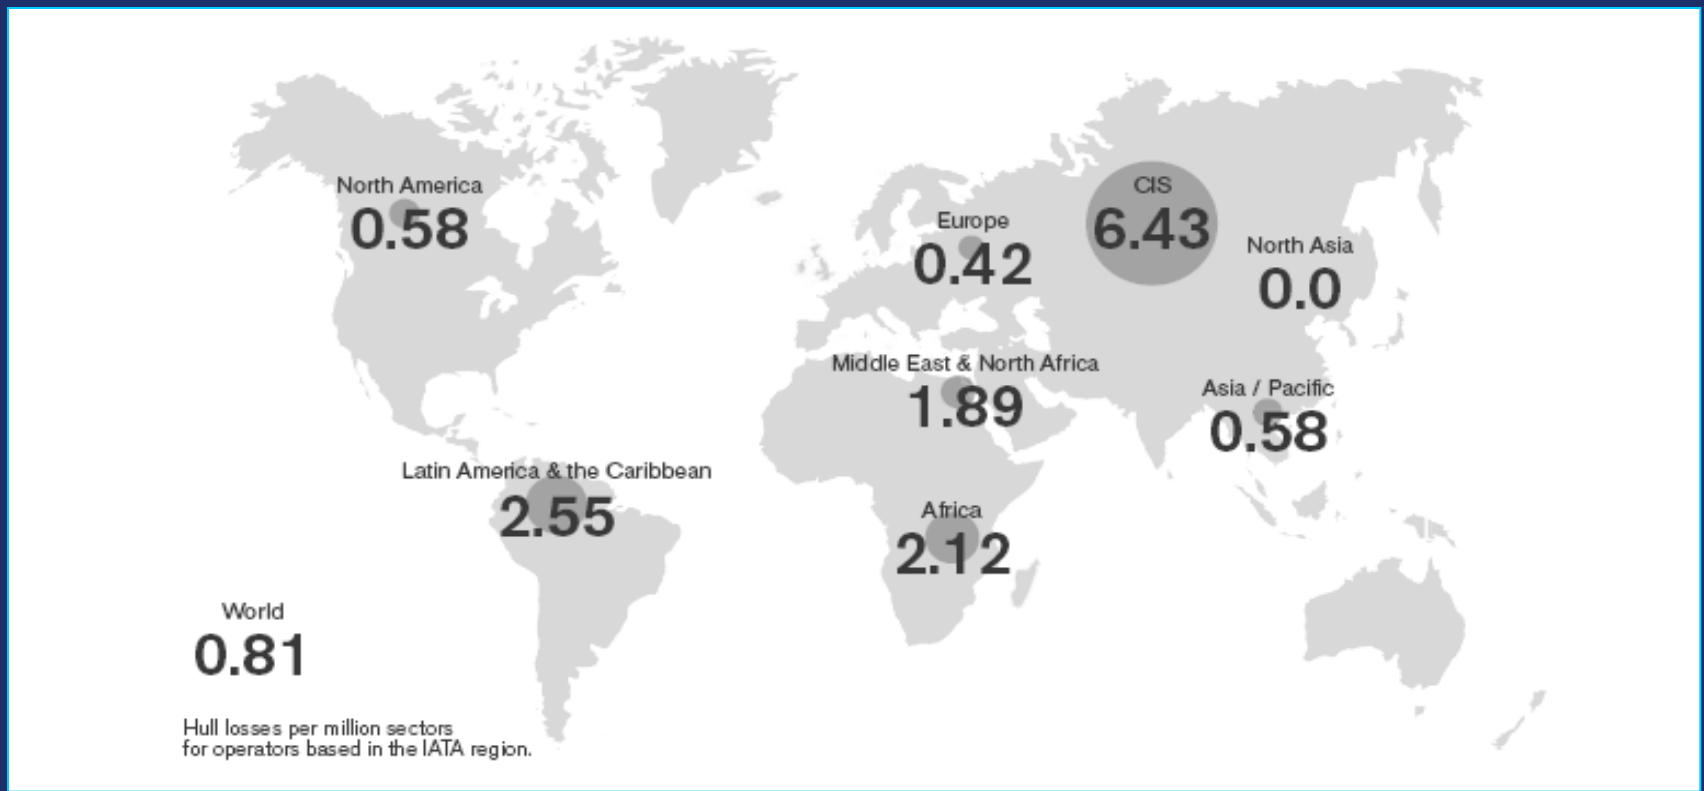 North America
0.58
CIS
6.43
Europe
0.42
North Asia
0.0
Middle East & North Africa
1.89
Asia / Pacific
0.58
Latin America & the Caribbean
2.55
Africa
2.12
World
0.81
Hull losses per million sectors
for operators based in the IATA region.